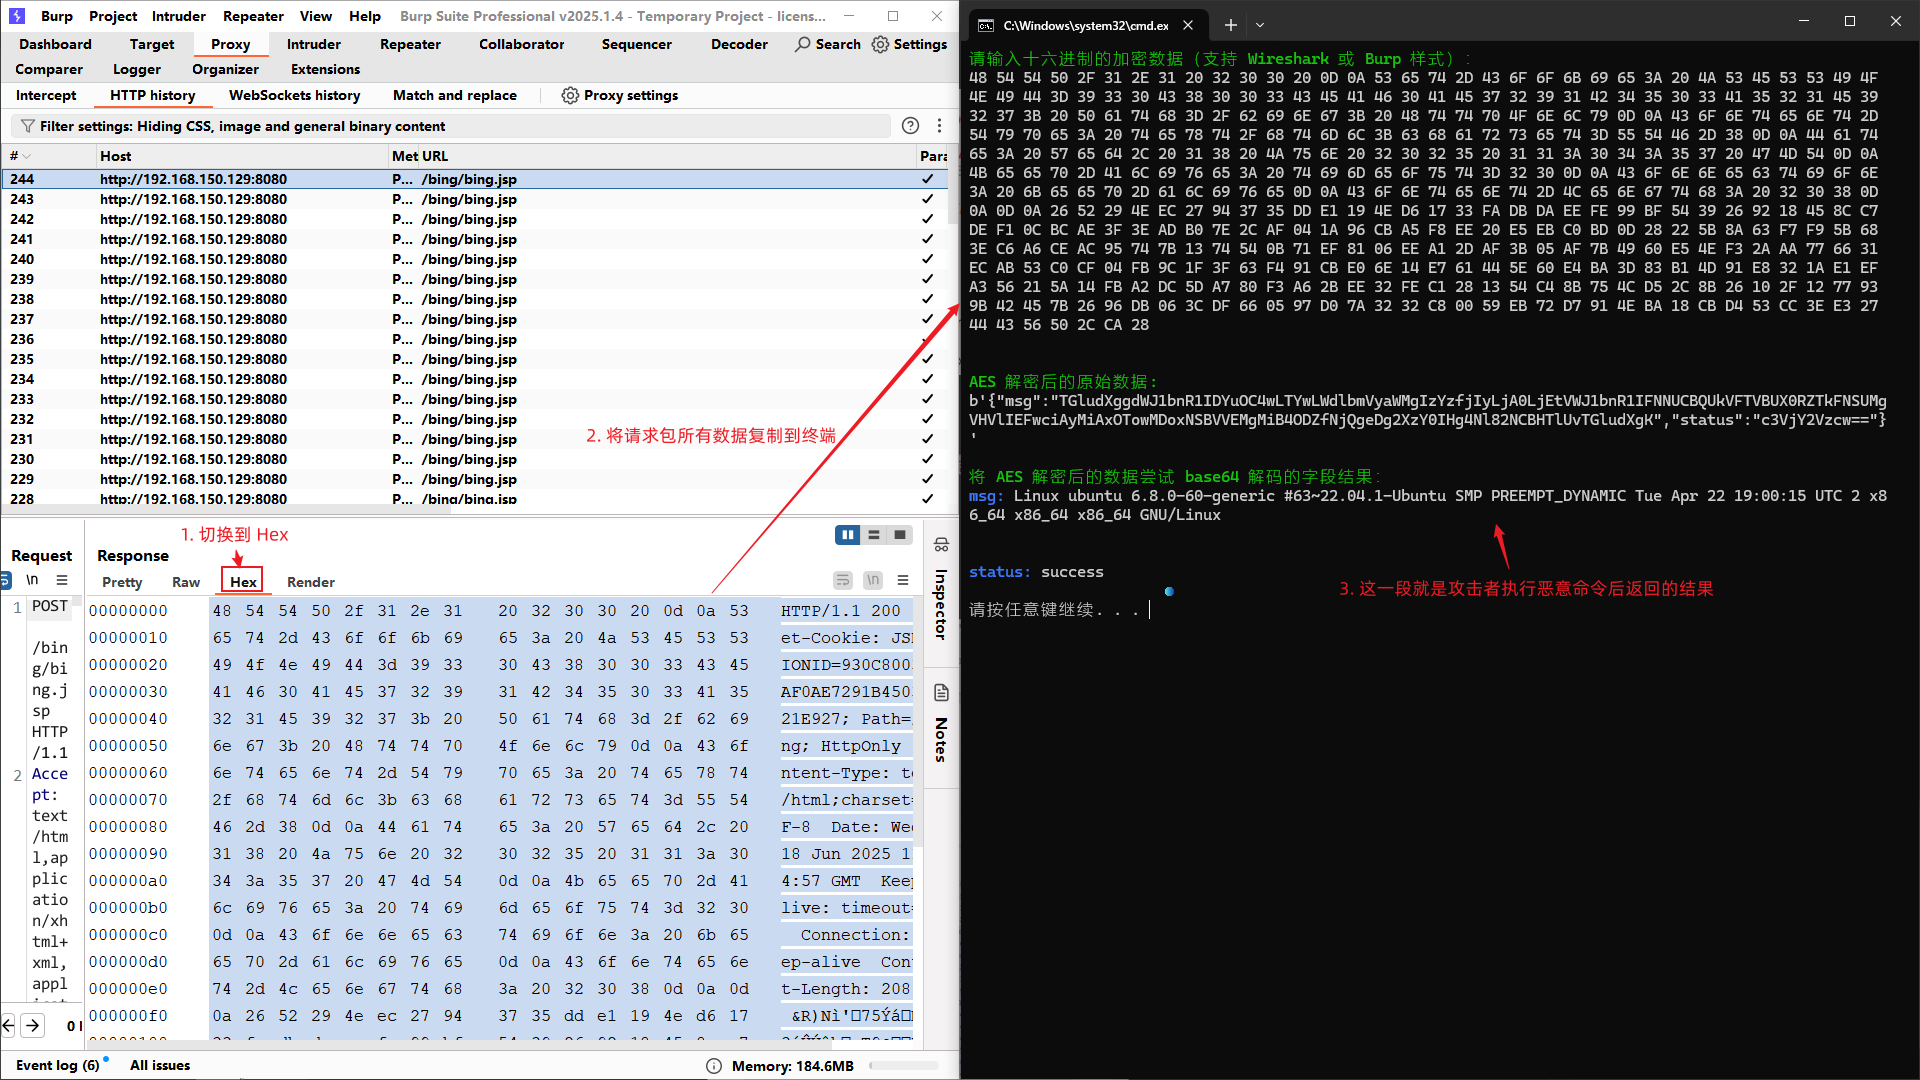 Burp Project Intruder Repeater View Help Burp Suite Professional v2025.1.4 - Temporary Project - licens...
Dashboard Target Proxy Intruder Repeater Collaborator Sequencer Decoder Search Settings
Comparer Logger Organizer Extensions
Intercept HTTP history WebSockets history Match and replace Proxy settings
Filter settings: Hiding CSS, image and general binary content
# Host Met URL Para
244 http://192.168.150.129:8080 P... /bing/bing.jsp
243 http://192.168.150.129:8080 P... /bing/bing.jsp
242 http://192.168.150.129:8080 P... /bing/bing.jsp
241 http://192.168.150.129:8080 P... /bing/bing.jsp
240 http://192.168.150.129:8080 P... /bing/bing.jsp
239 http://192.168.150.129:8080 P... /bing/bing.jsp
238 http://192.168.150.129:8080 P... /bing/bing.jsp
237 http://192.168.150.129:8080 P... /bing/bing.jsp
236 http://192.168.150.129:8080 P... /bing/bing.jsp
235 http://192.168.150.129:8080 P... /bing/bing.jsp
234 http://192.168.150.129:8080 P... /bing/bing.jsp
233 http://192.168.150.129:8080 P... /bing/bing.jsp
232 http://192.168.150.129:8080 P... /bing/bing.jsp
231 http://192.168.150.129:8080 P... /bing/bing.jsp
230 http://192.168.150.129:8080 P... /bing/bing.jsp
229 http://192.168.150.129:8080 P... /bing/bing.jsp
228 http://192.168.150.129:8080 P... /bing/bing.jsp
2. 将请求包所有数据复制到终端
1. 切换到 Hex
Request
\n
1 POST
/bin
g/bi
ng.j
sp
HTTP
/1.1
2 Acce
pt:
text
/htm
l,ap
plic
atio
n/xh
tml+
xml,
appl
0
Response
Pretty Raw Hex Render \n
00000000 48 54 54 50 2f 31 2e 31 20 32 30 30 20 0d 0a 53 HTTP/1.1 200
00000010 65 74 2d 43 6f 6f 6b 69 65 3a 20 4a 53 45 53 53 et-Cookie: JS
00000020 49 4f 4e 49 44 3d 39 33 30 43 38 30 30 33 43 45 IONID=930C800
00000030 41 46 30 41 45 37 32 39 31 42 34 35 30 33 41 35 AF0AE7291B450
00000040 32 31 45 39 32 37 3b 20 50 61 74 68 3d 2f 62 69 21E927; Path=
00000050 6e 67 3b 20 48 74 74 70 4f 6e 6c 79 0d 0a 43 6f ng; HttpOnly
00000060 6e 74 65 6e 74 2d 54 79 70 65 3a 20 74 65 78 74 ntent-Type: te
00000070 2f 68 74 6d 6c 3b 63 68 61 72 73 65 74 3d 55 54 /html;charset=
00000080 46 2d 38 0d 0a 44 61 74 65 3a 20 57 65 64 2c 20 F-8 Date: Wed
00000090 31 38 20 4a 75 6e 20 32 30 32 35 20 31 31 3a 30 18 Jun 2025 1
000000a0 34 3a 35 37 20 47 4d 54 0d 0a 4b 65 65 70 2d 41 4:57 GMT Keep
000000b0 6c 69 76 65 3a 20 74 69 6d 65 6f 75 74 3d 32 30 live: timeout=
000000c0 0d 0a 43 6f 6e 6e 65 63 74 69 6f 6e 3a 20 6b 65 Connection:
000000d0 65 70 2d 61 6c 69 76 65 0d 0a 43 6f 6e 74 65 6e ep-alive Con
000000e0 74 2d 4c 65 6e 67 74 68 3a 20 32 30 38 0d 0a 0d t-Length: 208
000000f0 0a 26 52 29 4e ec 27 94 37 35 dd e1 19 4e d6 17 &R)Nì'□75Ýá□
Inspector
Notes
Event log (6) All issues Memory: 184.6MB
C:\Windows\system32\cmd.ex
请输入十六进制的加密数据（支持 Wireshark 或 Burp 样式）：
48 54 54 50 2F 31 2E 31 20 32 30 30 20 0D 0A 53 65 74 2D 43 6F 6F 6B 69 65 3A 20 4A 53 45 53 53 49 4F
4E 49 44 3D 39 33 30 43 38 30 30 33 43 45 41 46 30 41 45 37 32 39 31 42 34 35 30 33 41 35 32 31 45 39
32 37 3B 20 50 61 74 68 3D 2F 62 69 6E 67 3B 20 48 74 74 70 4F 6E 6C 79 0D 0A 43 6F 6E 74 65 6E 74 2D
54 79 70 65 3A 20 74 65 78 74 2F 68 74 6D 6C 3B 63 68 61 72 73 65 74 3D 55 54 46 2D 38 0D 0A 44 61 74
65 3A 20 57 65 64 2C 20 31 38 20 4A 75 6E 20 32 30 32 35 20 31 31 3A 30 34 3A 35 37 20 47 4D 54 0D 0A
4B 65 65 70 2D 41 6C 69 76 65 3A 20 74 69 6D 65 6F 75 74 3D 32 30 0D 0A 43 6F 6E 6E 65 63 74 69 6F 6E
3A 20 6B 65 65 70 2D 61 6C 69 76 65 0D 0A 43 6F 6E 74 65 6E 74 2D 4C 65 6E 67 74 68 3A 20 32 30 38 0D
0A 0D 0A 26 52 29 4E EC 27 94 37 35 DD E1 19 4E D6 17 33 FA DB DA EE FE 99 BF 54 39 26 92 18 45 8C C7
DE F1 0C BC AE 3F 3E AD B0 7E 2C AF 04 1A 96 CB A5 F8 EE 20 E5 EB C0 BD 0D 28 22 5B 8A 63 F7 F9 5B 68
3E C6 A6 CE AC 95 74 7B 13 74 54 0B 71 EF 81 06 EE A1 2D AF 3B 05 AF 7B 49 60 E5 4E F3 2A AA 77 66 31
EC AB 53 C0 CF 04 FB 9C 1F 3F 63 F4 91 CB E0 6E 14 E7 61 44 5E 60 E4 BA 3D 83 B1 4D 91 E8 32 1A E1 EF
A3 56 21 5A 14 FB A2 DC 5D A7 80 F3 A6 2B EE 32 FE C1 28 13 54 C4 8B 75 4C D5 2C 8B 26 10 2F 12 77 93
9B 42 45 7B 26 96 DB 06 3C DF 66 05 97 D0 7A 32 32 C8 00 59 EB 72 D7 91 4E BA 18 CB D4 53 CC 3E E3 27
44 43 56 50 2C CA 28
AES 解密后的原始数据：
b'{"msg":"TGludXggdWJ1bnR1IDYuOC4wLTYwLWdlbmVyaWMgIzYzfjIyLjA0LjEtVWJ1bnR1IFNNUCBQUkVFTVBUX0RZTkFNSUMg
VHVlIEFwciAyMiAxOTowMDoxNSBVVEMgMiB4ODZfNjQgeDg2XzY0IHg4Nl82NCBHTlUvTGludXgK","status":"c3VjY2Vzcw=="}
'
将 AES 解密后的数据尝试 base64 解码的字段结果：
msg: Linux ubuntu 6.8.0-60-generic #63~22.04.1-Ubuntu SMP PREEMPT_DYNAMIC Tue Apr 22 19:00:15 UTC 2 x8
6_64 x86_64 x86_64 GNU/Linux
status: success
3. 这一段就是攻击者执行恶意命令后返回的结果
请按任意键继续. . .